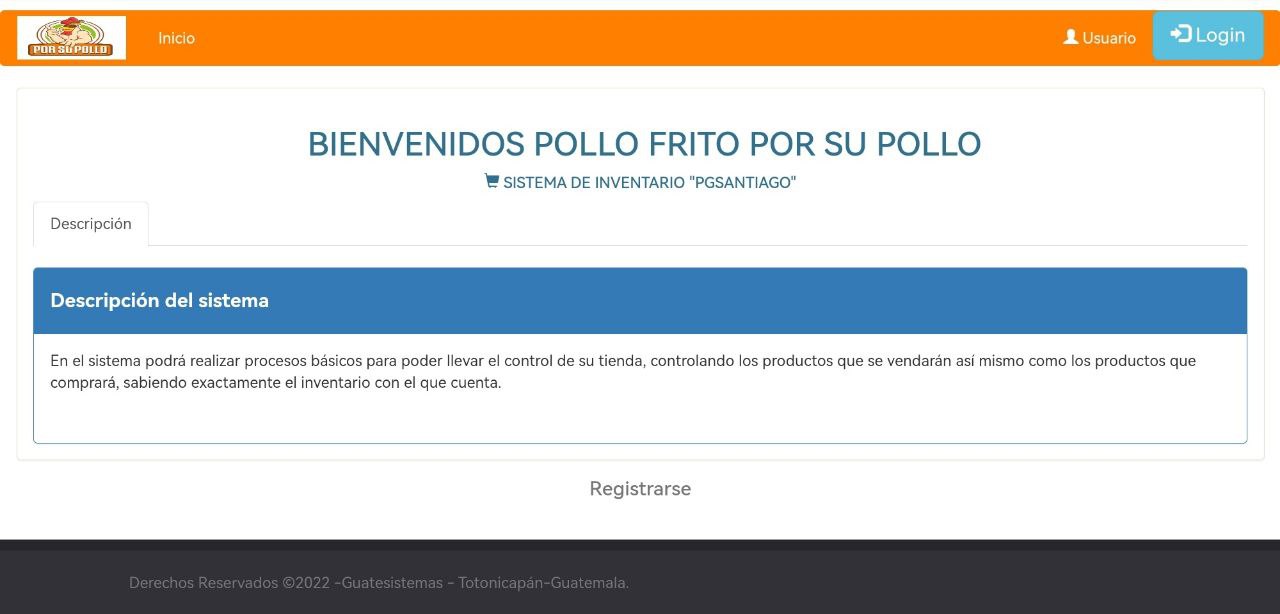 POR SU POLLO
Inicio
Usuario
Login
BIENVENIDOS POLLO FRITO POR SU POLLO
SISTEMA DE INVENTARIO "PGSANTIAGO"
Descripción
Descripción del sistema
En el sistema podrá realizar procesos básicos para poder llevar el control de su tienda, controlando los productos que se vendarán así mismo como los productos que
comprará, sabiendo exactamente el inventario con el que cuenta.
Registrarse
Derechos Reservados ©2022 -Guatesistemas - Totonicapán-Guatemala.